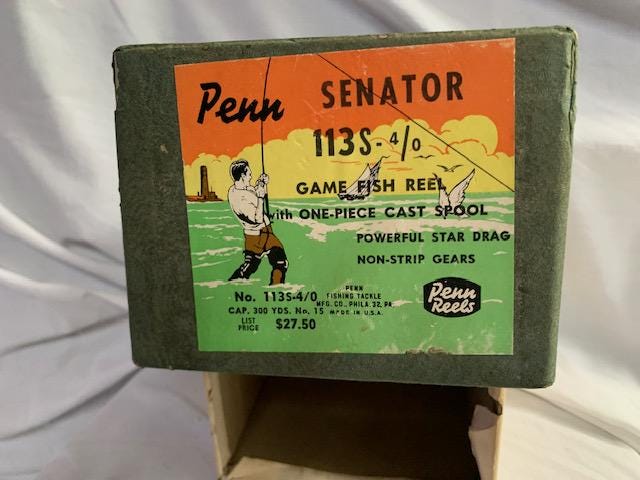 Penn SENATOR
113S-4/0
GAME FISH REEL
with ONE-PIECE CAST SPOOL
POWERFUL STAR DRAG
NON-STRIP GEARS
No. 113S-4/0
CAP. 300 YDS. No. 15
LIST PRICE $27.50
PENN
FISHING TACKLE
MFG. CO., PHILA. 32, PA.
MADE IN U.S.A.
Penn
Reels